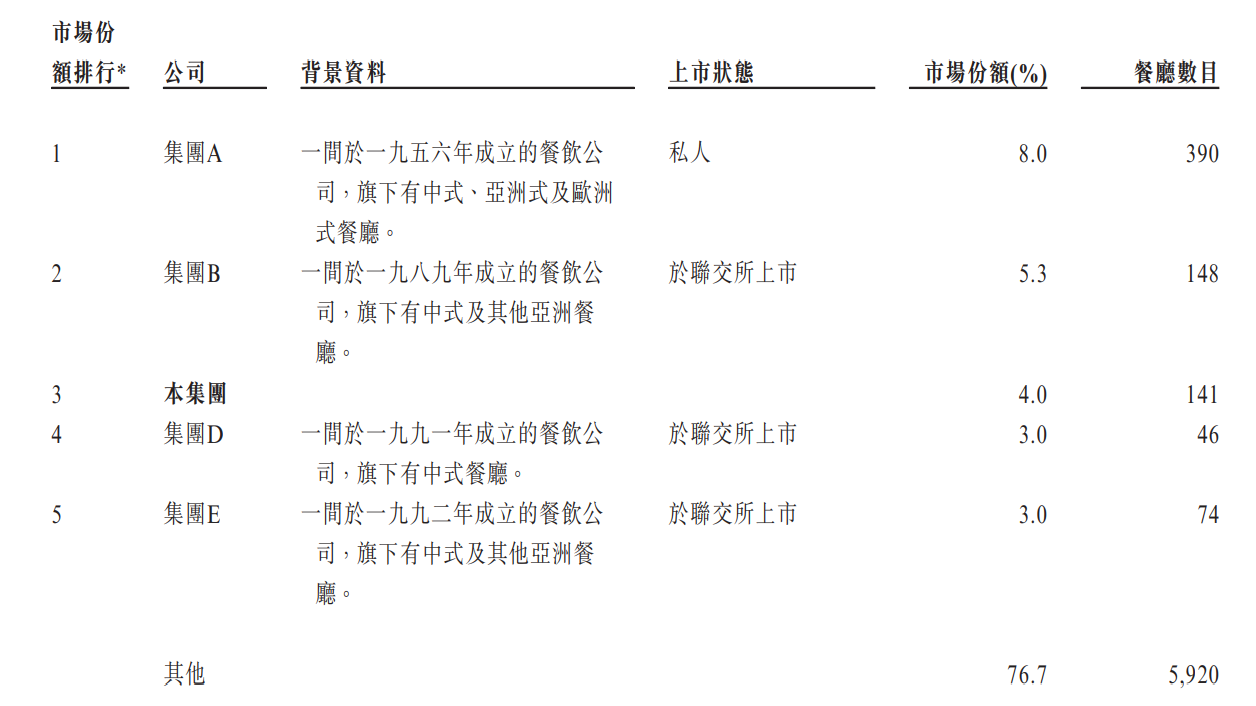 市場份
額排行* 公司 背景資料 上市狀態 市場份額(%) 餐廳數目
1 集團A 一間於一九五六年成立的餐飲公 私人 8.0 390
司，旗下有中式、亞洲式及歐洲
式餐廳。
2 集團B 一間於一九八九年成立的餐飲公 於聯交所上市 5.3 148
司，旗下有中式及其他亞洲餐
廳。
3 本集團 4.0 141
4 集團D 一間於一九九一年成立的餐飲公 於聯交所上市 3.0 46
司，旗下有中式餐廳。
5 集團E 一間於一九九二年成立的餐飲公 於聯交所上市 3.0 74
司，旗下有中式及其他亞洲餐
廳。
其他 76.7 5,920